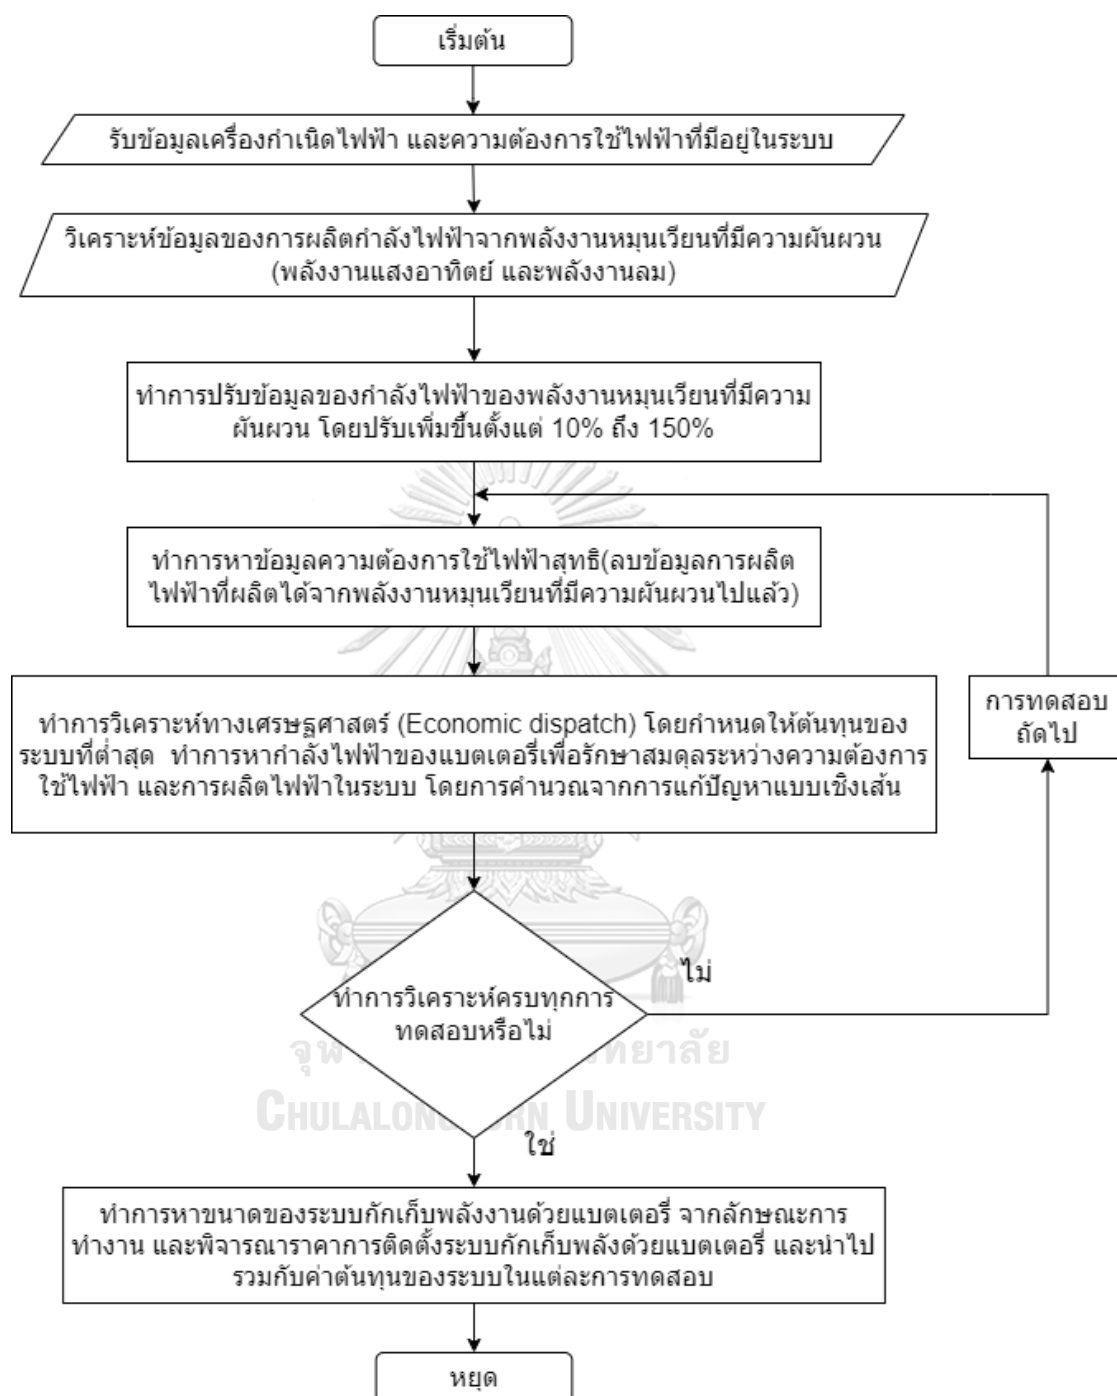 เริ่มต้น
รับข้อมูลเครื่องกำเนิดไฟฟ้า และความต้องการใช้ไฟฟ้าที่มีอยู่ในระบบ
วิเคราะห์ข้อมูลของการผลิตกำลังไฟฟ้าจากพลังงานหมุนเวียนที่มีความผันผวน
(พลังงานแสงอาทิตย์ และพลังงานลม)
ทำการปรับข้อมูลของกำลังไฟฟ้าของพลังงานหมุนเวียนที่มีความ
ผันผวน โดยปรับเพิ่มขึ้นตั้งแต่ 10% ถึง 150%
ทำการหาข้อมูลความต้องการใช้ไฟฟ้าสุทธิ(ลบข้อมูลการผลิต
ไฟฟ้าที่ผลิตได้จากพลังงานหมุนเวียนที่มีความผันผวนไปแล้ว)
ทำการวิเคราะห์ทางเศรษฐศาสตร์ (Economic dispatch) โดยกำหนดให้ต้นทุนของ
ระบบที่ต่ำสุด ทำการหากำลังไฟฟ้าของแบตเตอรี่เพื่อรักษาสมดุลระหว่างความต้องการ
ใช้ไฟฟ้า และการผลิตไฟฟ้าในระบบ โดยการคำนวณจากการแก้ปัญหาแบบเชิงเส้น
การทดสอบ
ถัดไป
ทำการวิเคราะห์ครบทุกการ
ทดสอบหรือไม่
ไม่
ใช่
CHULALONG RN UNIVERSITY
ทำการหาขนาดของระบบกักเก็บพลังงานด้วยแบตเตอรี่ จากลักษณะการ
ทำงาน และพิจารณาราคาการติดตั้งระบบกักเก็บพลังด้วยแบตเตอรี่ และนำไป
รวมกับค่าต้นทุนของระบบในแต่ละการทดสอบ
หยุด